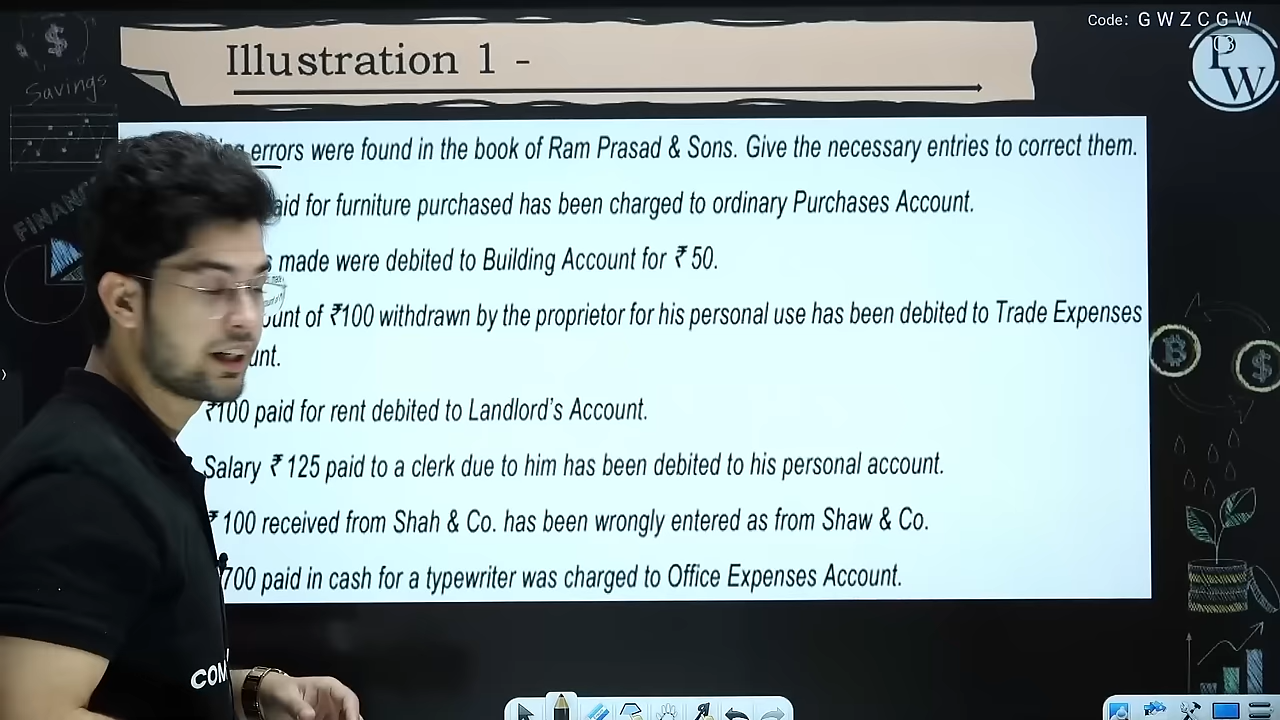 Code: G W Z C G W
Illustration 1 -
PW
Savings
errors were found in the book of Ram Prasad & Sons. Give the necessary entries to correct them.
for furniture purchased has been charged to ordinary Purchases Account.
made were debited to Building Account for ₹ 50.
of ₹100 withdrawn by the proprietor for his personal use has been debited to Trade Expenses
₹100 paid for rent debited to Landlord’s Account.
Salary ₹ 125 paid to a clerk due to him has been debited to his personal account.
₹ 100 received from Shah & Co. has been wrongly entered as from Shaw & Co.
700 paid in cash for a typewriter was charged to Office Expenses Account.